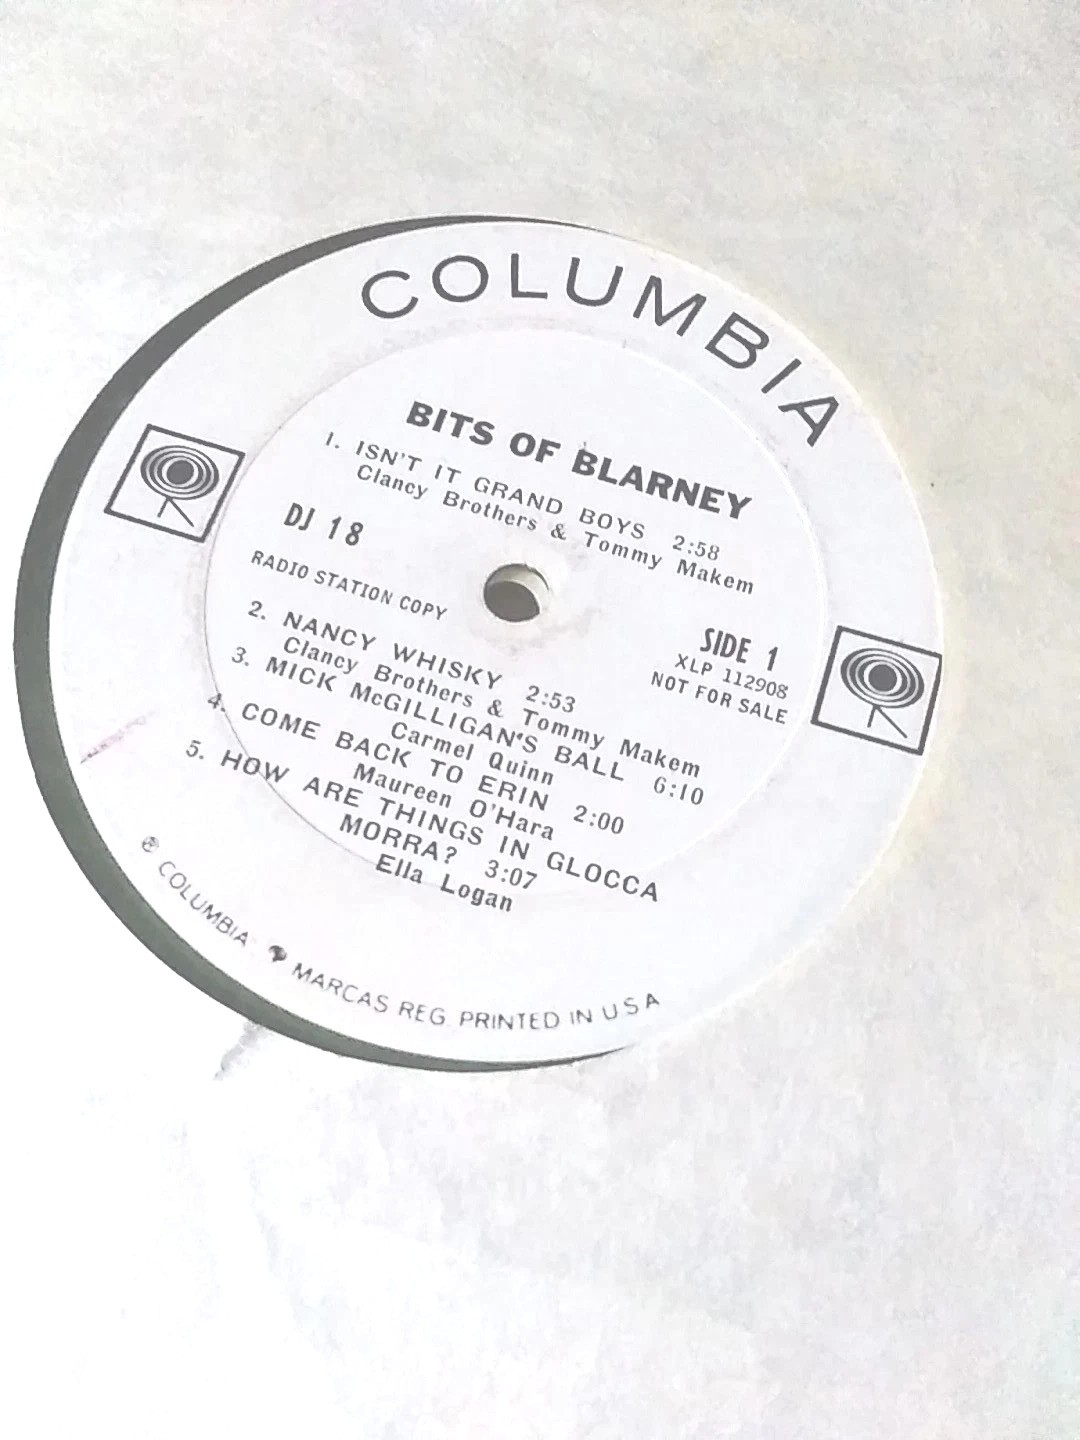 COLUMBIA
BITS OF BLARNEY
1. ISN'T IT GRAND BOYS 2:58
Clancy Brothers & Tommy Makem
DJ 18
RADIO STATION COPY
SIDE 1
XLP 112908
NOT FOR SALE
2. NANCY WHISKY 2:53
Clancy Brothers & Tommy Makem
3. MICK McGILLIGAN'S BALL 6:10
Carmel Quinn
4. COME BACK TO ERIN 2:00
Maureen O'Hara
5. HOW ARE THINGS IN GLOCCA
MORRA? 3:07
Ella Logan
® COLUMBIA MARCAS REG. PRINTED IN U S A